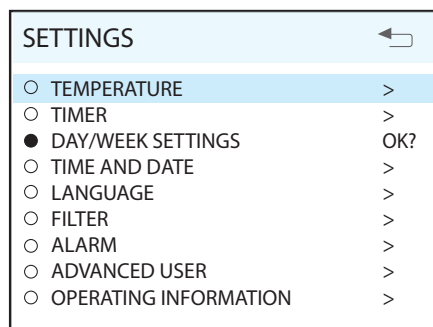 SETTINGS
TEMPERATURE >
TIMER >
DAY/WEEK SETTINGS OK?
TIME AND DATE >
LANGUAGE >
FILTER >
ALARM >
ADVANCED USER >
OPERATING INFORMATION >